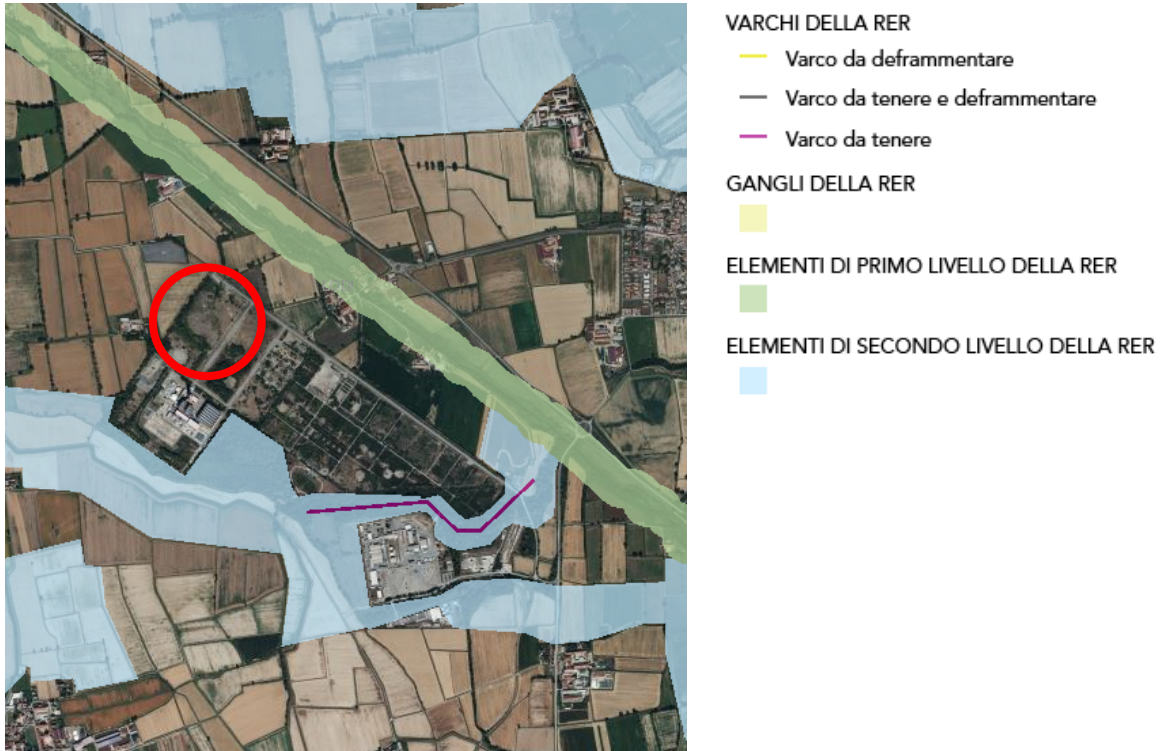 VARCHI DELLA RER
Varco da deframmentare
Varco da tenere e deframmentare
Varco da tenere
GANGLI DELLA RER
ELEMENTI DI PRIMO LIVELLO DELLA RER
ELEMENTI DI SECONDO LIVELLO DELLA RER